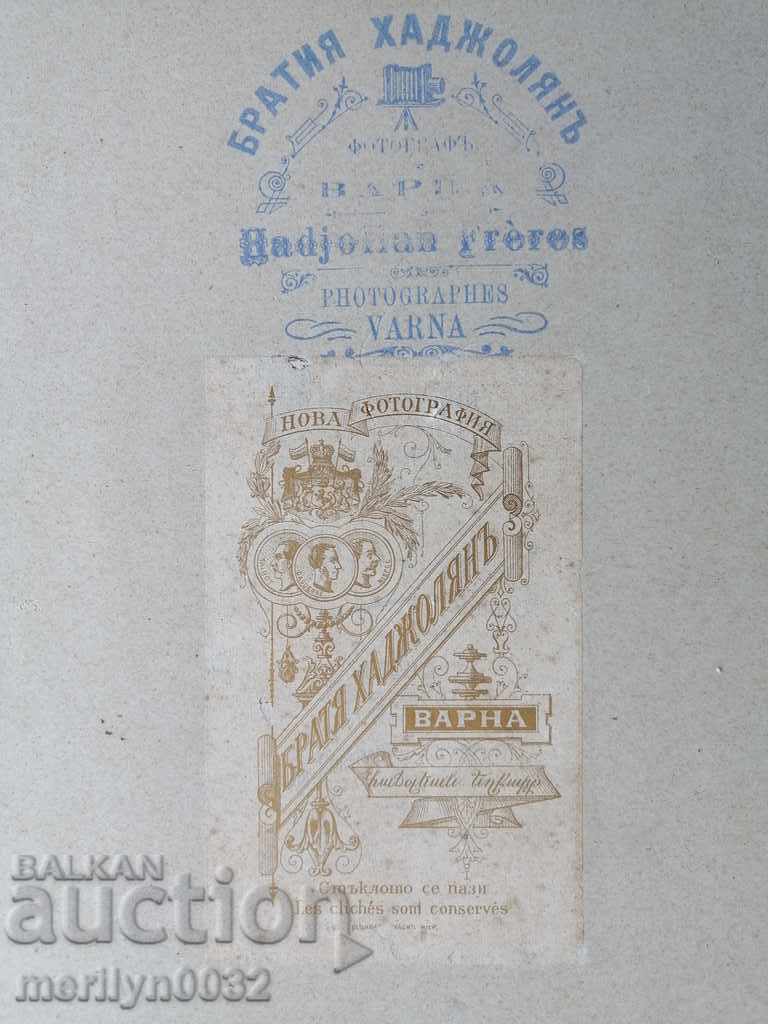 БРАТИЯ ХАДЖОЛЯНЪ
ФОТОГРАФЪ
ВАРНА
Hadjolian Frères
PHOTOGRAPHES
VARNA
НОВА ФОТОГРАФИЯ
БРАТЯ ХАДЖОЛЯНЪ
ВАРНА
Стъклото се пази
Les clichés sont conservés
BALKAN
auction
merilyn0032